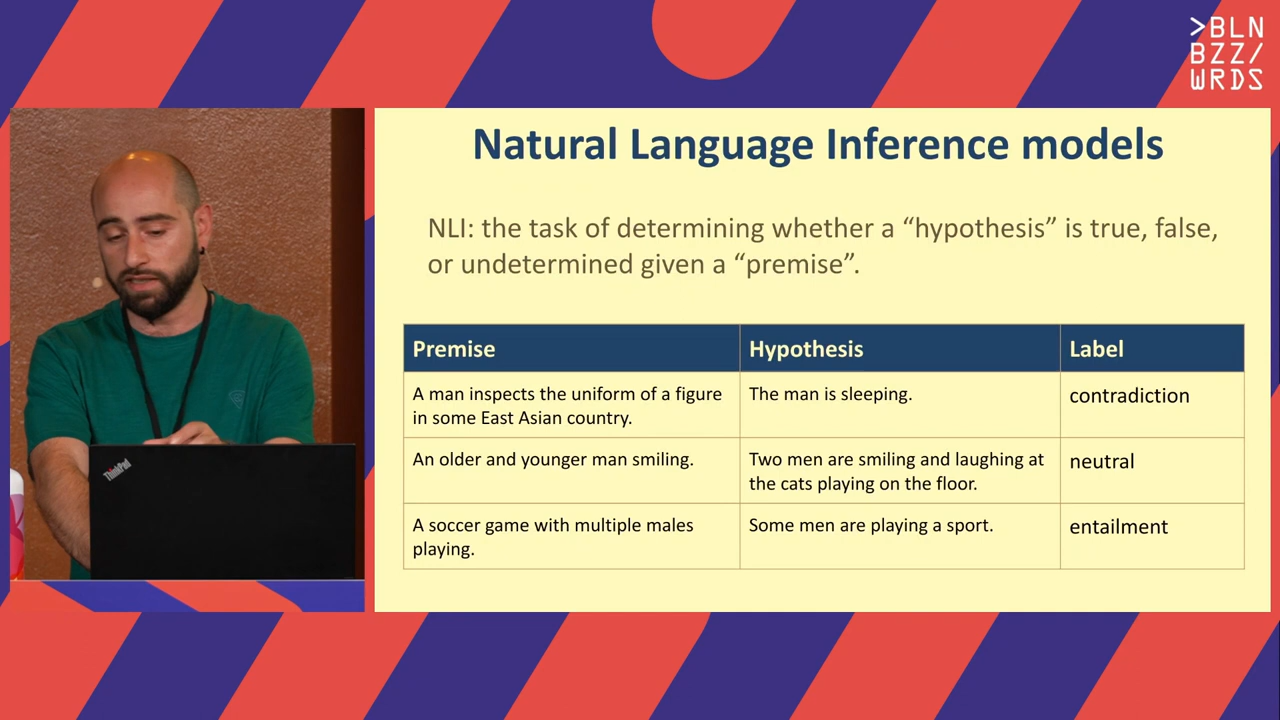 >BLN
BZZ/
WRDS
Natural Language Inference models
NLI: the task of determining whether a “hypothesis” is true, false,
or undetermined given a “premise”.
Premise Hypothesis Label
A man inspects the uniform of a figure
in some East Asian country.
The man is sleeping.
contradiction
An older and younger man smiling.
Two men are smiling and laughing at
the cats playing on the floor.
neutral
A soccer game with multiple males
playing.
Some men are playing a sport.
entailment
ThinkPad